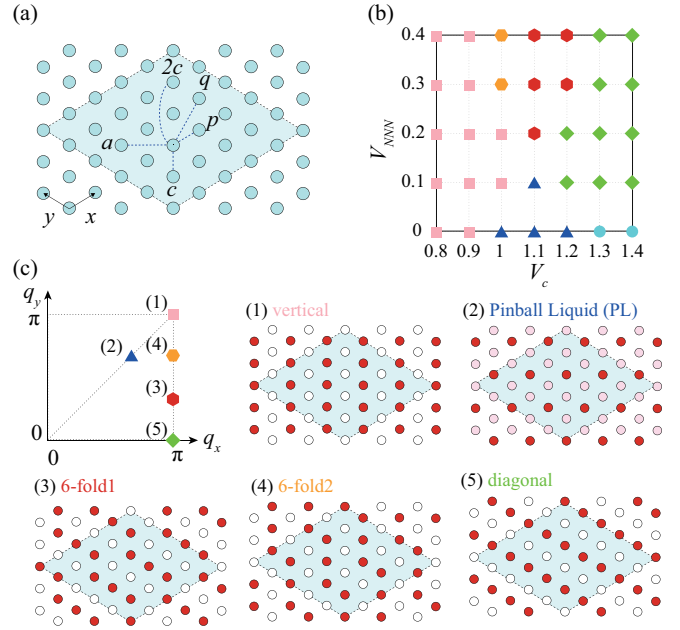 (a)
2c
q
p
a
c
y
x
(b)
0.4
0.3
0.2
0.1
0
V_NNN
0.8
0.9
1
1.1
1.2
1.3
1.4
V_c
(c)
q_y
π
(1)
(4)
(2)
(3)
(5)
0
0
π
q_x
(1) vertical
(2) Pinball Liquid (PL)
(3) 6-fold1
(4) 6-fold2
(5) diagonal